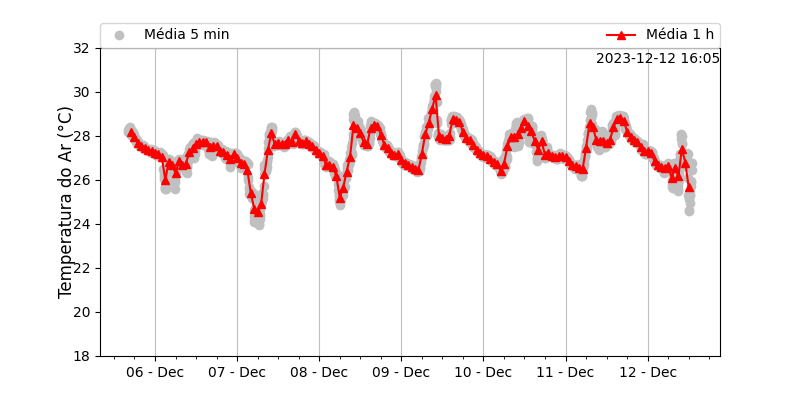 Média 5 min
Média 1 h
2023-12-12 16:05
Temperatura do Ar (°C)
32
30
28
26
24
22
20
18
06 - Dec
07 - Dec
08 - Dec
09 - Dec
10 - Dec
11 - Dec
12 - Dec